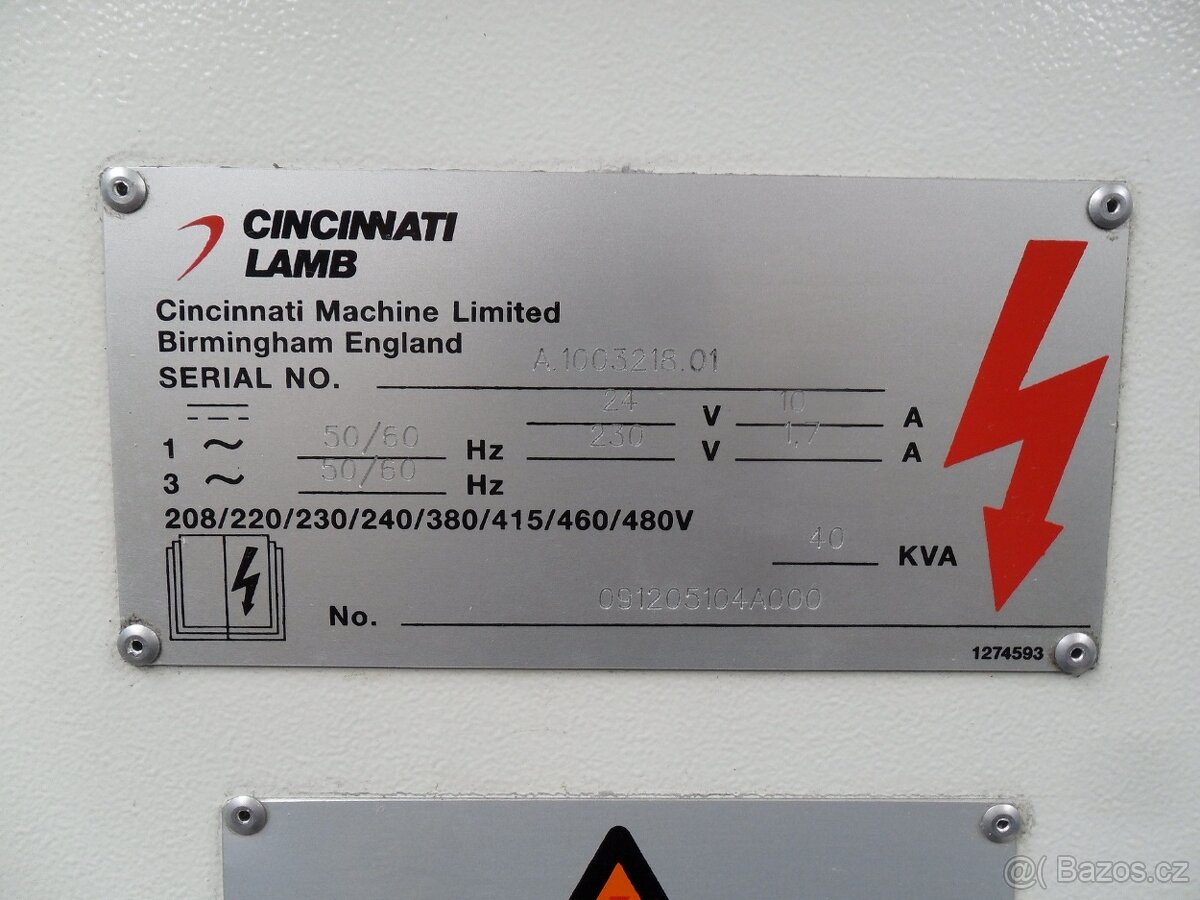 CINCINNATI
LAMB
Cincinnati Machine Limited
Birmingham England
SERIAL NO. A.1003218.01
24 V 10 A
1 ~ 50/60 Hz 230 V 1.7 A
3 ~ 50/60 Hz
208/220/230/240/380/415/460/480V
40 KVA
No. 091205104A000
1274593
Bazos.cz